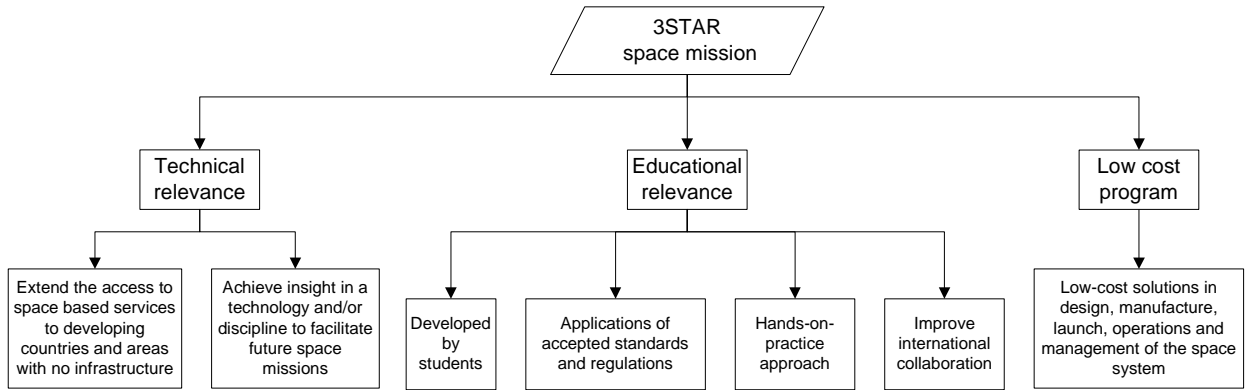 3STAR
space mission
Technical
relevance
Educational
relevance
Low cost
program
Extend the access to
space based services
to developing
countries and areas
with no infrastructure
Achieve insight in a
technology and/or
discipline to facilitate
future space
missions
Developed
by
students
Applications of
accepted standards
and regulations
Hands-on-
practice
approach
Improve
international
collaboration
Low-cost solutions in
design, manufacture,
launch, operations and
management of the space
system